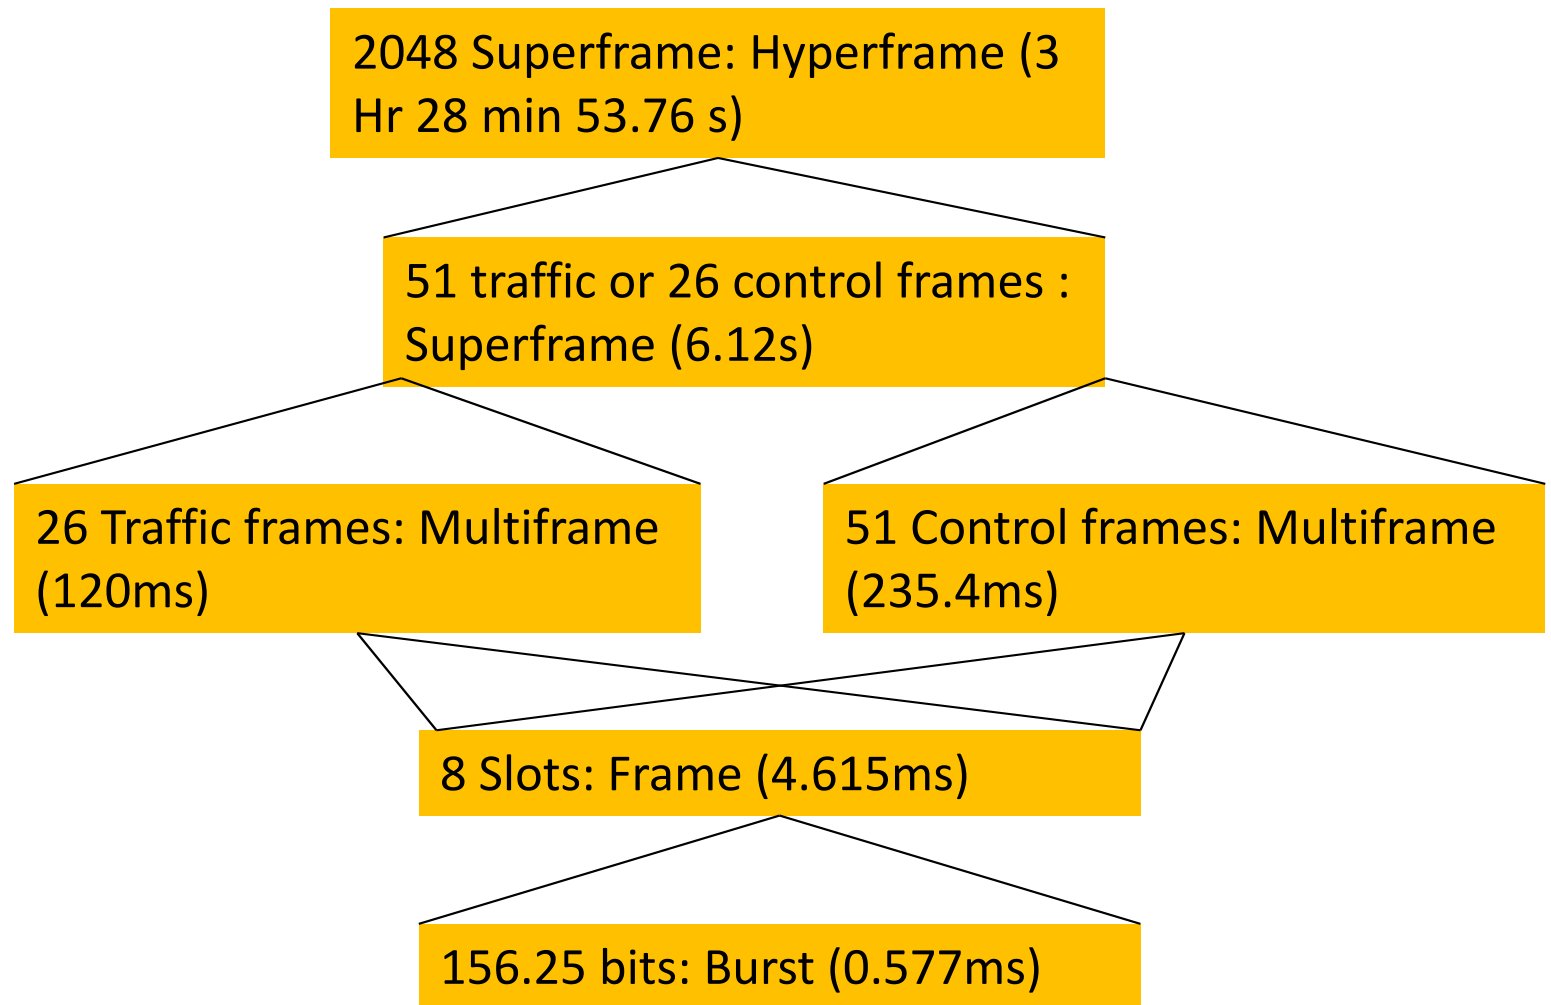 2048 Superframe: Hyperframe (3
Hr 28 min 53.76 s)
51 traffic or 26 control frames :
Superframe (6.12s)
26 Traffic frames: Multiframe
(120ms)
51 Control frames: Multiframe
(235.4ms)
8 Slots: Frame (4.615ms)
156.25 bits: Burst (0.577ms)